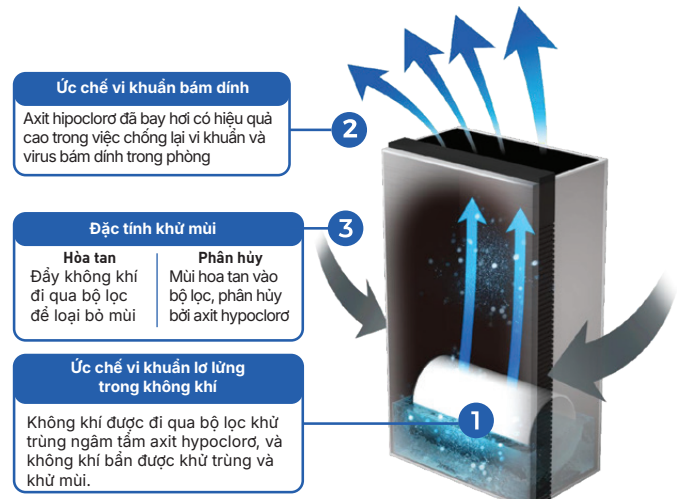 Ức chế vi khuẩn bám dính
Axit hipoclorơ đã bay hơi có hiệu quả
cao trong việc chống lại vi khuẩn và
virus bám dính trong phòng
2
Đặc tính khử mùi
3
Hòa tan
Đẩy không khí
đi qua bộ lọc
để loại bỏ mùi
Phân hủy
Mùi hoa tan vào
bộ lọc, phân hủy
bởi axit hypoclorơ
Ức chế vi khuẩn lơ lửng
trong không khí
Không khí được đi qua bộ lọc khử
trùng ngâm tẩm axit hypoclorơ, và
không khí bẩn được khử trùng và
khử mùi.
1